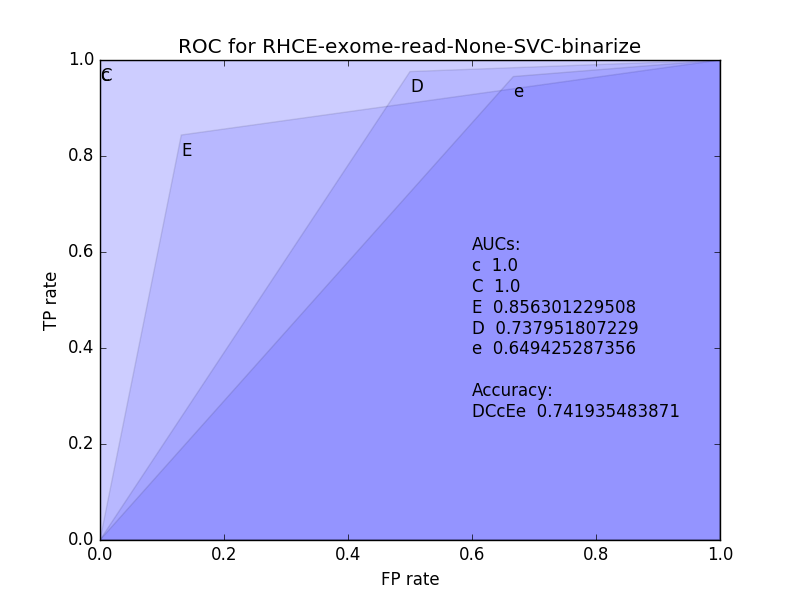 ROC for RHCE-exome-read-None-SVC-binarize
1.0
C
c
D
e
0.8
E
0.6
AUCs:
c 1.0
C 1.0
E 0.856301229508
D 0.737951807229
e 0.649425287356
TP rate
0.4
Accuracy:
DCcEe 0.741935483871
0.2
0.0
0.0 0.2 0.4 0.6 0.8 1.0
FP rate